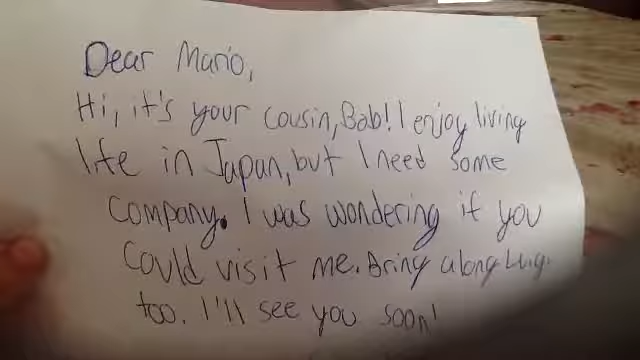 Dear Mario,
Hi, it's your cousin, Bob! I enjoy living
life in Japan, but I need some
company. I was wondering if you
could visit me. Bring along Luigi
too. I'll see you soon!